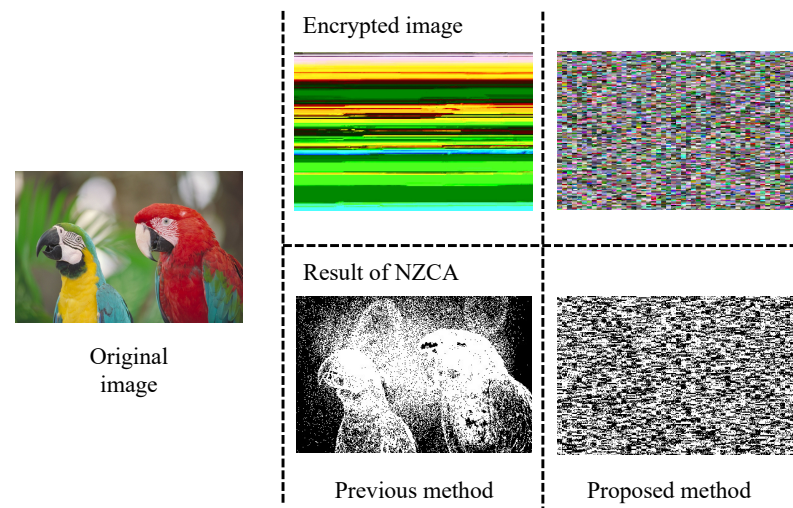 Encrypted image
Original
image
Result of NZCA
Previous method
Proposed method